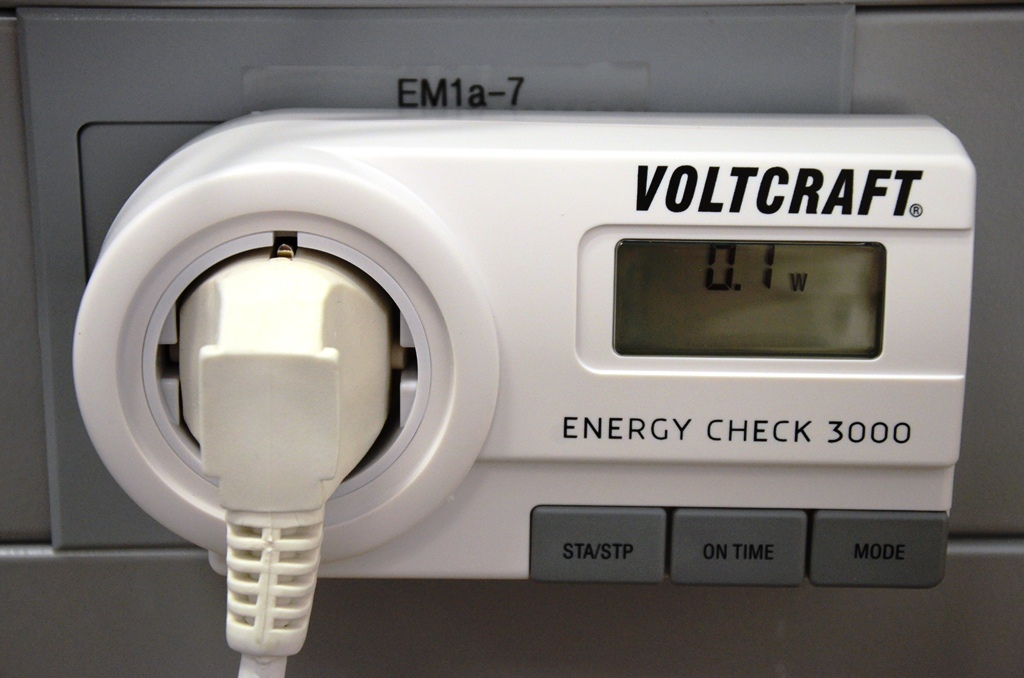 EM1a-7
VOLTCRAFT®
0.1 W
ENERGY CHECK 3000
STA/STP
ON TIME
MODE